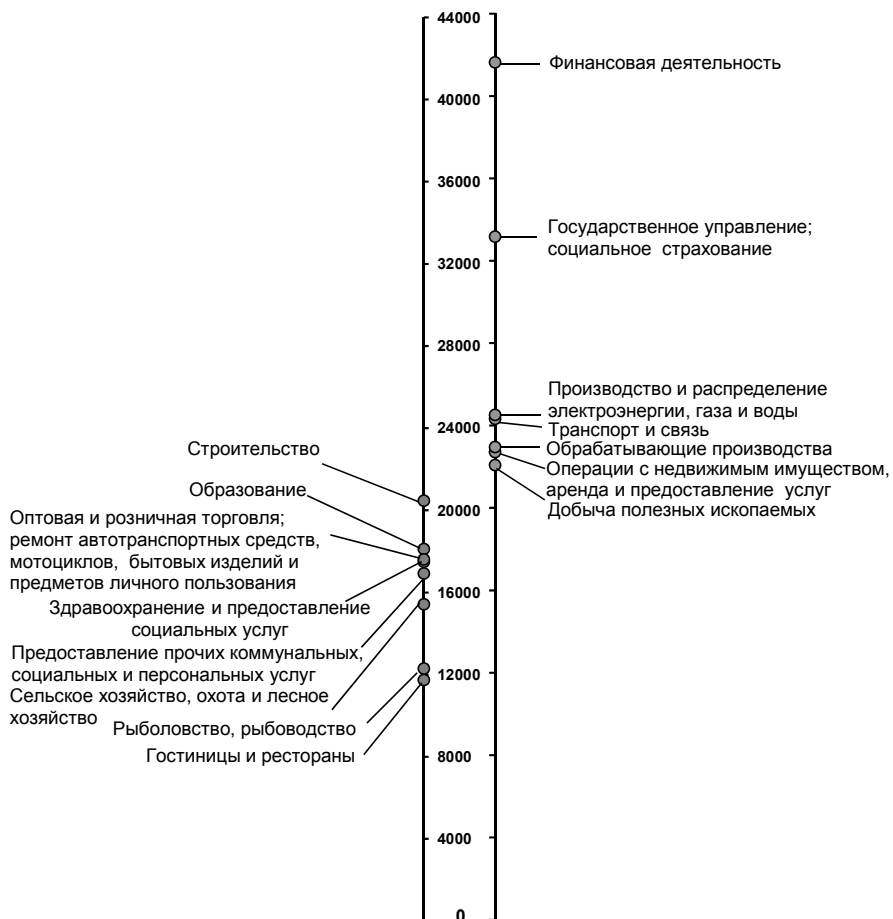 44000
40000
36000
32000
28000
24000
20000
16000
12000
8000
4000
0
Финансовая деятельность
Государственное управление;
социальное страхование
Производство и распределение
электроэнергии, газа и воды
Транспорт и связь
Обрабатывающие производства
Операции с недвижимым имуществом,
аренда и предоставление услуг
Добыча полезных ископаемых
Строительство
Образование
Оптовая и розничная торговля;
ремонт автотранспортных средств,
мотоциклов, бытовых изделий и
предметов личного пользования
Здравоохранение и предоставление
социальных услуг
Предоставление прочих коммунальных,
социальных и персональных услуг
Сельское хозяйство, охота и лесное
хозяйство
Рыболовство, рыбоводство
Гостиницы и рестораны